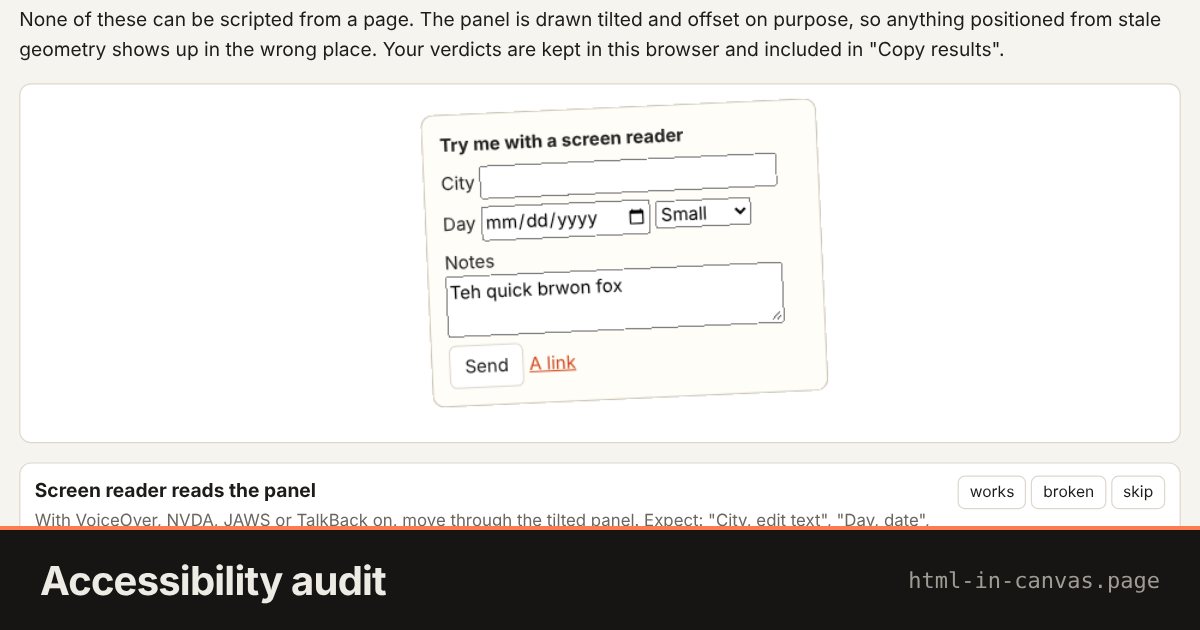 None of these can be scripted from a page. The panel is drawn tilted and offset on purpose, so anything positioned from stale
geometry shows up in the wrong place. Your verdicts are kept in this browser and included in "Copy results".
Try me with a screen reader
City
Day mm/dd/yyyy Small
Notes
Teh quick brwon fox
Send A link
Screen reader reads the panel works broken skip
With VoiceOver, NVDA, JAWS or TalkBack on, move through the tilted panel. Expect: "City, edit text", "Day, date",
Accessibility audit html-in-canvas.page